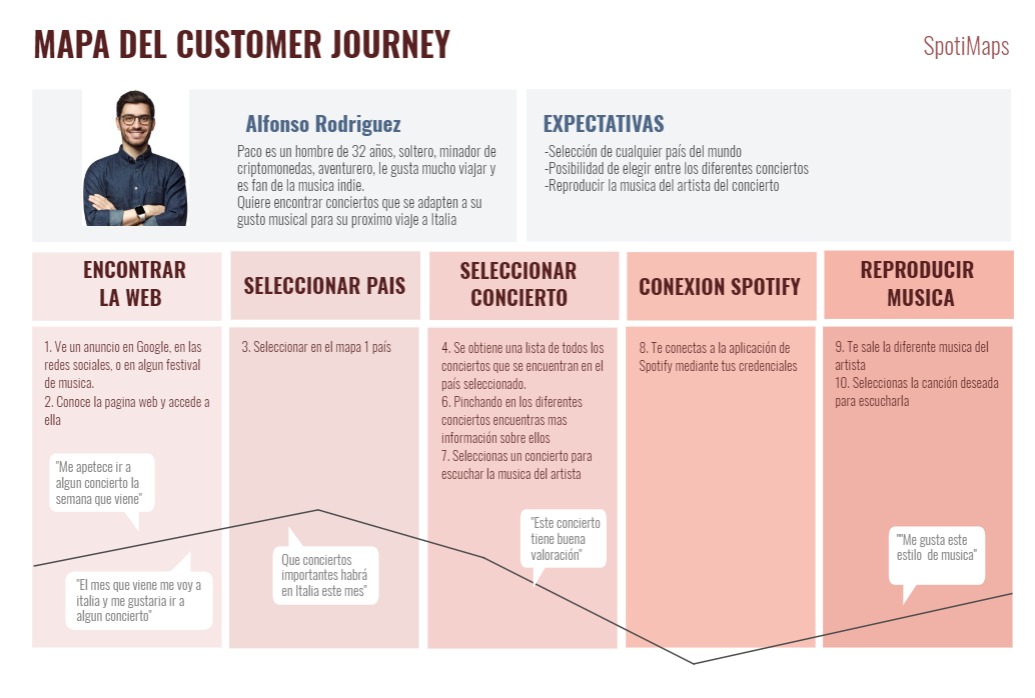 MAPA DEL CUSTOMER JOURNEY
SpotiMaps
Alfonso Rodriguez
Paco es un hombre de 32 años, soltero, minador de
criptomonedas, aventurero, le gusta mucho viajar y
es fan de la musica indie.
Quiere encontrar conciertos que se adapten a su
gusto musical para su proximo viaje a Italia
EXPECTATIVAS
-Selección de cualquier país del mundo
-Posibilidad de elegir entre los diferentes conciertos
-Reproducir la musica del artista del concierto
ENCONTRAR
LA WEB
1. Ve un anuncio en Google, en las
redes sociales, o en algun festival
de musica.
2. Conoce la pagina web y accede a
ella
"Me apetece ir a
algun concierto la
semana que viene"
"El mes que viene me voy a
italia y me gustaria ir a
algun concierto"
SELECCIONAR PAIS
3. Seleccionar en el mapa 1 país
Que conciertos
importantes habrá
en Italia este mes"
SELECCIONAR
CONCIERTO
4. Se obtiene una lista de todos los
conciertos que se encuentran en el
país seleccionado.
6. Pinchando en los diferentes
conciertos encuentras mas
información sobre ellos
7. Seleccionas un concierto para
escuchar la musica del artista
"Este concierto
tiene buena
valoración"
CONEXION SPOTIFY
8. Te conectas a la aplicación de
Spotify mediante tus credenciales
REPRODUCIR
MUSICA
9. Te sale la diferente musica del
artista
10. Seleccionas la canción deseada
para escucharla
""Me gusta este
estilo de musica"